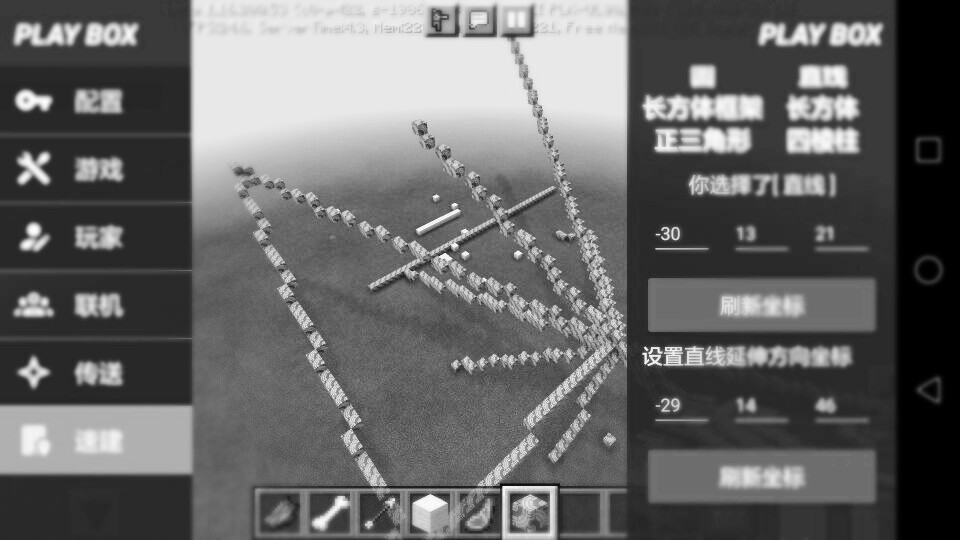 PLAY BOX
配置
游戏
玩家
联机
传送
速建
PLAY BOX
圆 直线
长方体框架 长方体
正三角形 四棱柱
你选择了[直线]
-30 13 21
刷新坐标
设置直线延伸方向坐标
-29 14 46
刷新坐标